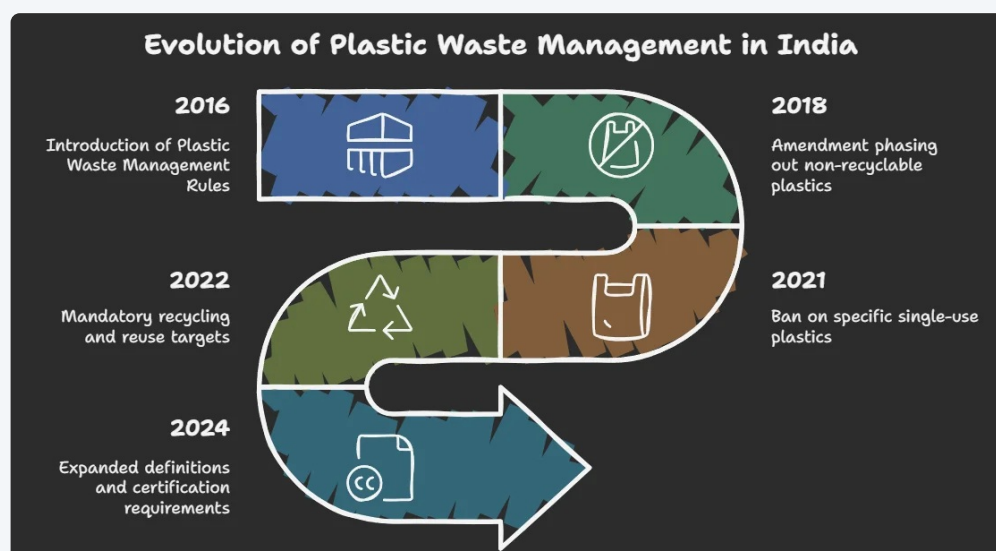 Evolution of Plastic Waste Management in India
2016
Introduction of Plastic
Waste Management
Rules
2018
Amendment phasing
out non-recyclable
plastics
2021
Ban on specific single-use
plastics
2022
Mandatory recycling
and reuse targets
2024
Expanded definitions
and certification
requirements
CC